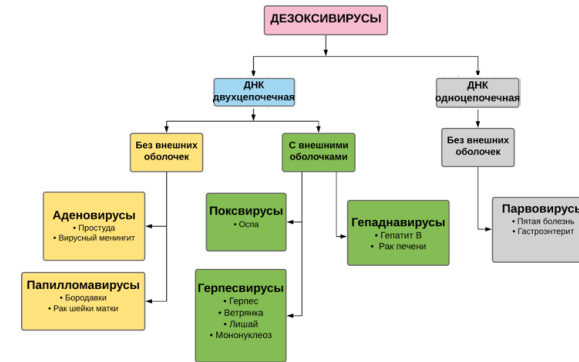 ДЕЗОКСИВИРУСЫ
ДНК
двухцепочечная
ДНК
одноцепочечная
Без внешних
оболочек
С внешними
оболочками
Без внешних
оболочек
Аденовирусы
• Простуда
• Вирусный менингит
Поксвирусы
• Оспа
Гепаднавирусы
• Гепатит В
• Рак печени
Парвовирусы
• Пятая болезнь
• Гастроэнтерит
Папилломавирусы
• Бородавки
• Рак шейки матки
Герпесвирусы
• Герпес
• Ветрянка
• Лишай
• Мононуклеоз